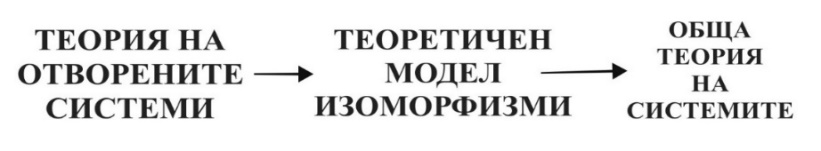 ТЕОРИЯ НА
ОТВОРЕНИТЕ
СИСТЕМИ
ТЕОРЕТИЧЕН
МОДЕЛ
ИЗОМОРФИЗМИ
ОБЩА
ТЕОРИЯ
НА
СИСТЕМИТЕ